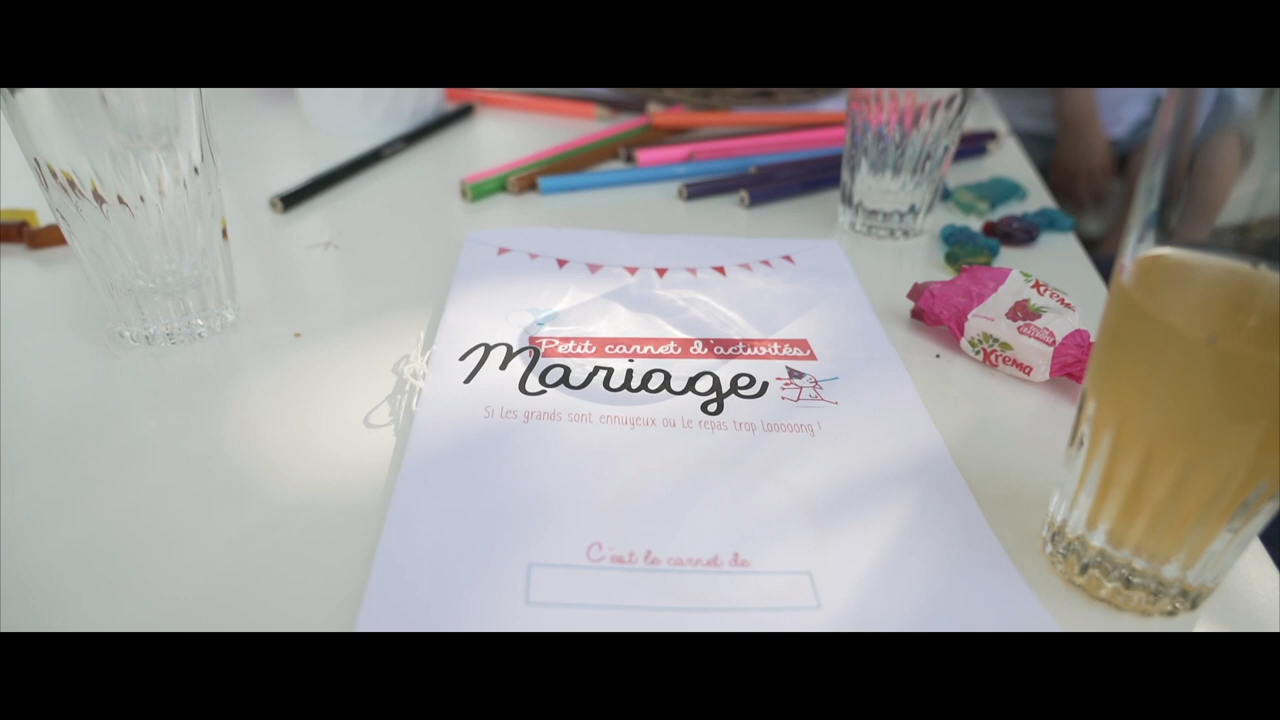 Petit carnet d'activités
Mariage
Si les grands sont ennuyeux ou le repas trop looooong !
C'est le carnet de
Krema
Krema